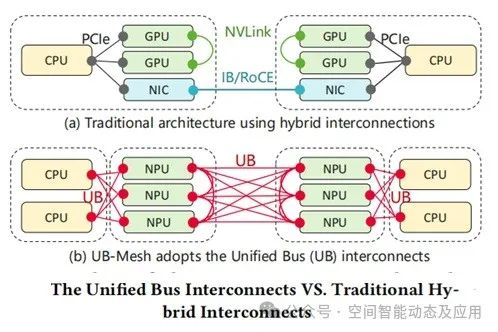 PCIe
GPU
NVLink
GPU
PCIe
CPU
GPU
GPU
CPU
NIC
IB/RoCE
NIC
(a) Traditional architecture using hybrid interconnections
CPU
NPU
UB
NPU
CPU
UB
NPU
NPU
UB
CPU
NPU
NPU
CPU
(b) UB-Mesh adopts the Unified Bus (UB) interconnects
The Unified Bus Interconnects VS. Traditional Hy-
brid Interconnects
公众号 · 空间智能动态及应用